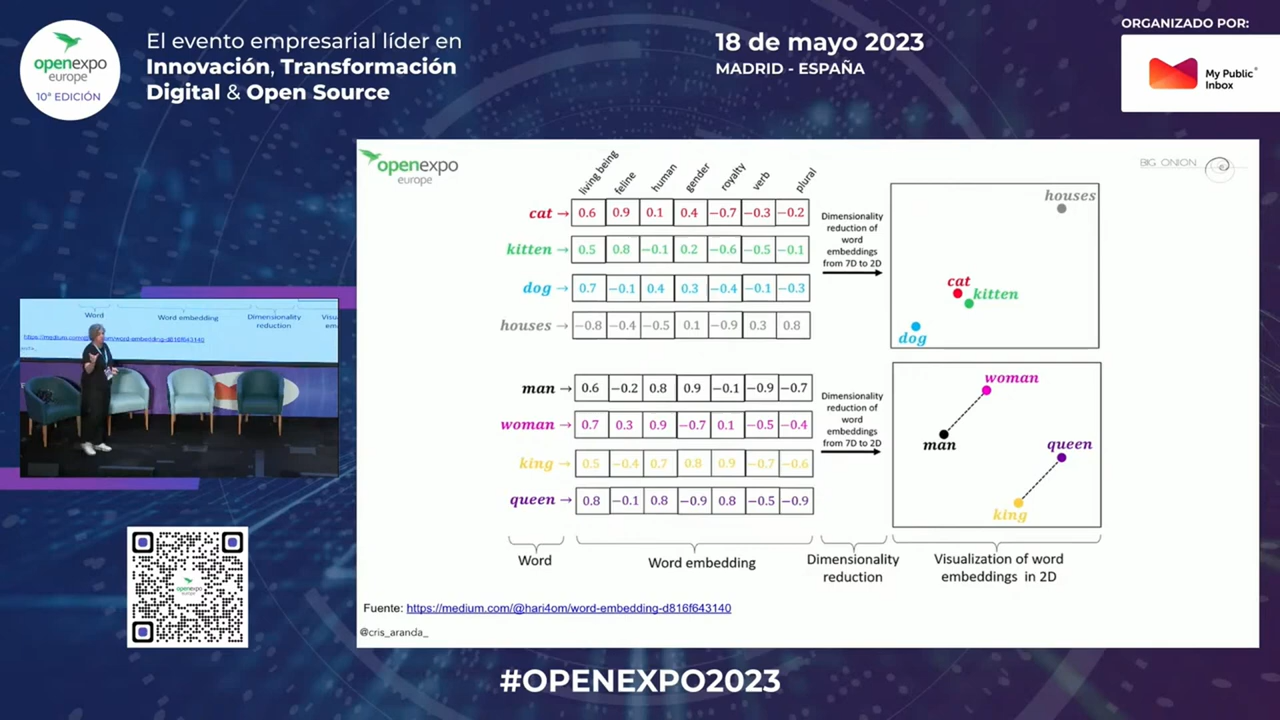 openexpo
europe
10ª EDICIÓN
El evento empresarial líder en
Innovación, Transformación
Digital & Open Source
18 de mayo 2023
MADRID - ESPAÑA
ORGANIZADO POR:
My Public
Inbox
openexpo
europe
BIG ONION
living being feline human gender royalty verb plural
cat → 0.6 0.9 0.1 0.4 −0.7 −0.3 −0.2
kitten → 0.5 0.8 −0.1 0.2 −0.6 −0.5 −0.1
dog → 0.7 −0.1 0.4 0.3 −0.4 −0.1 −0.3
houses → −0.8 −0.4 −0.5 0.1 −0.9 0.3 0.8
Dimensionality
reduction of
word
embeddings
from 7D to 2D
houses
cat
kitten
dog
man → 0.6 −0.2 0.8 0.9 −0.1 −0.9 −0.7
woman → 0.7 0.3 0.9 −0.7 0.1 −0.5 −0.4
king → 0.5 −0.4 0.7 0.8 0.9 −0.7 −0.6
queen → 0.8 −0.1 0.8 −0.9 0.8 −0.5 −0.9
Dimensionality
reduction of
word
embeddings
from 7D to 2D
woman
man
queen
king
Word
Word embedding
Dimensionality
reduction
Visualization of word
embeddings in 2D
Fuente: https://medium.com/@hari4om/word-embedding-d816f643140
@cris_aranda_
Word
Word embedding
Dimensionality
reduction
openexpo
europe
#OPENEXPO2023